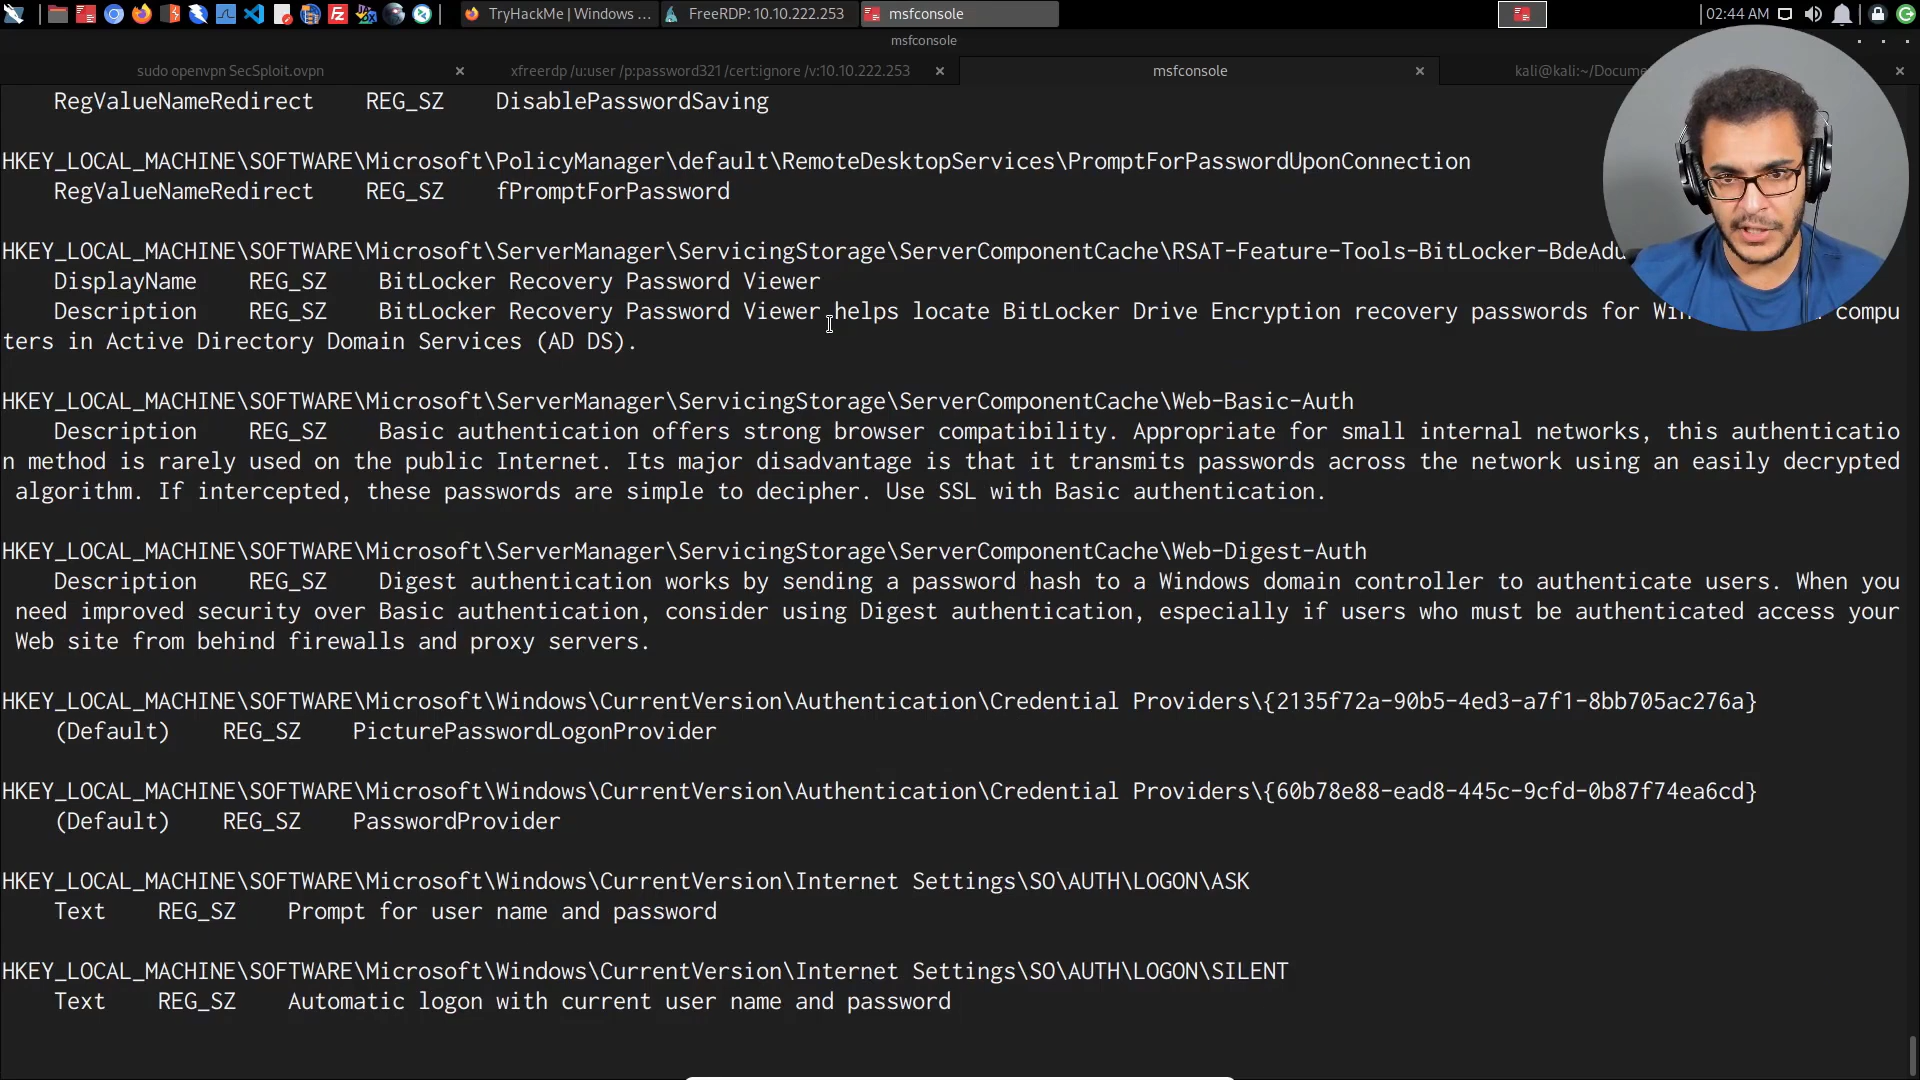 TryHackMe | Windows ...
FreeRDP: 10.10.222.253
msfconsole
02:44 AM
msfconsole
sudo openvpn SecSploit.ovpn
xfreerdp /u:user /p:password321 /cert:ignore /v:10.10.222.253
msfconsole
kali@kali:~/Docume
RegValueNameRedirect REG_SZ DisablePasswordSaving
HKEY_LOCAL_MACHINE\SOFTWARE\Microsoft\PolicyManager\default\RemoteDesktopServices\PromptForPasswordUponConnection
RegValueNameRedirect REG_SZ fPromptForPassword
HKEY_LOCAL_MACHINE\SOFTWARE\Microsoft\ServerManager\ServicingStorage\ServerComponentCache\RSAT-Feature-Tools-BitLocker-BdeAdu
DisplayName REG_SZ BitLocker Recovery Password Viewer
Description REG_SZ BitLocker Recovery Password Viewer helps locate BitLocker Drive Encryption recovery passwords for Win compu
ters in Active Directory Domain Services (AD DS).
HKEY_LOCAL_MACHINE\SOFTWARE\Microsoft\ServerManager\ServicingStorage\ServerComponentCache\Web-Basic-Auth
Description REG_SZ Basic authentication offers strong browser compatibility. Appropriate for small internal networks, this authenticatio
n method is rarely used on the public Internet. Its major disadvantage is that it transmits passwords across the network using an easily decrypted
algorithm. If intercepted, these passwords are simple to decipher. Use SSL with Basic authentication.
HKEY_LOCAL_MACHINE\SOFTWARE\Microsoft\ServerManager\ServicingStorage\ServerComponentCache\Web-Digest-Auth
Description REG_SZ Digest authentication works by sending a password hash to a Windows domain controller to authenticate users. When you
need improved security over Basic authentication, consider using Digest authentication, especially if users who must be authenticated access your
Web site from behind firewalls and proxy servers.
HKEY_LOCAL_MACHINE\SOFTWARE\Microsoft\Windows\CurrentVersion\Authentication\Credential Providers\{2135f72a-90b5-4ed3-a7f1-8bb705ac276a}
(Default) REG_SZ PicturePasswordLogonProvider
HKEY_LOCAL_MACHINE\SOFTWARE\Microsoft\Windows\CurrentVersion\Authentication\Credential Providers\{60b78e88-ead8-445c-9cfd-0b87f74ea6cd}
(Default) REG_SZ PasswordProvider
HKEY_LOCAL_MACHINE\SOFTWARE\Microsoft\Windows\CurrentVersion\Internet Settings\SO\AUTH\LOGON\ASK
Text REG_SZ Prompt for user name and password
HKEY_LOCAL_MACHINE\SOFTWARE\Microsoft\Windows\CurrentVersion\Internet Settings\SO\AUTH\LOGON\SILENT
Text REG_SZ Automatic logon with current user name and password